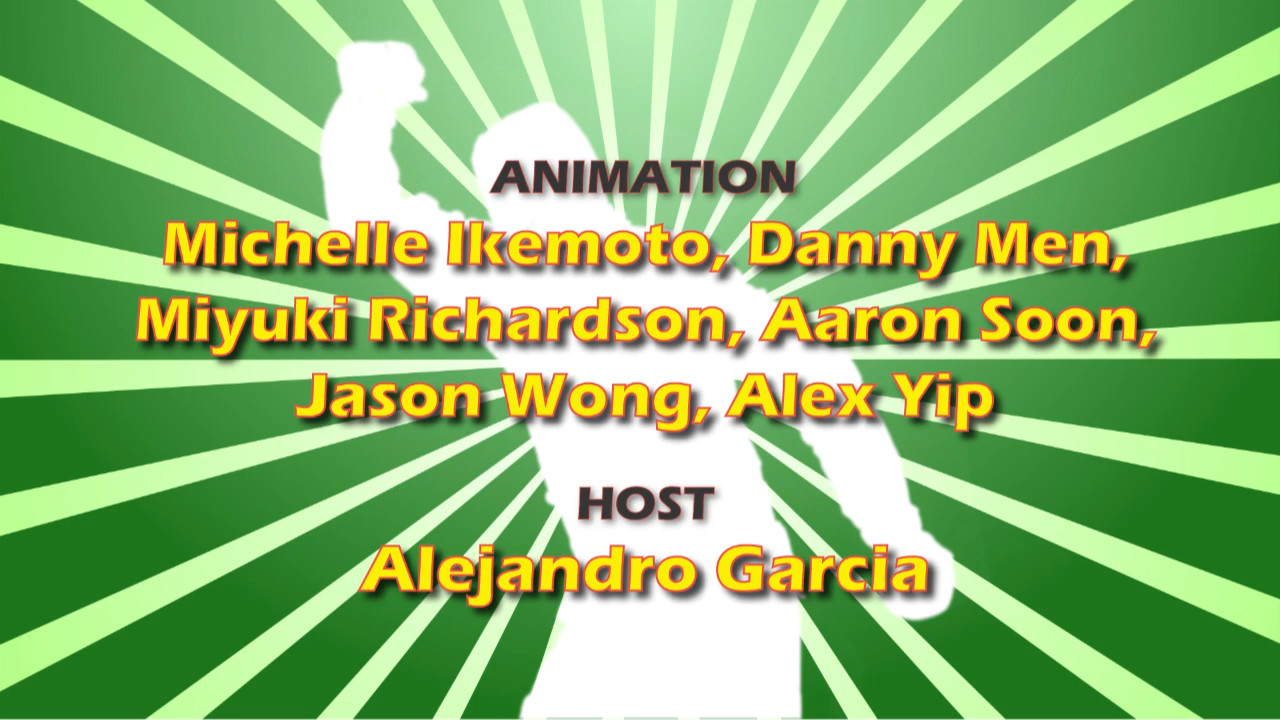 ANIMATION
Michelle Ikemoto, Danny Men,
Miyuki Richardson, Aaron Soon,
Jason Wong, Alex Yip
HOST
Alejandro Garcia